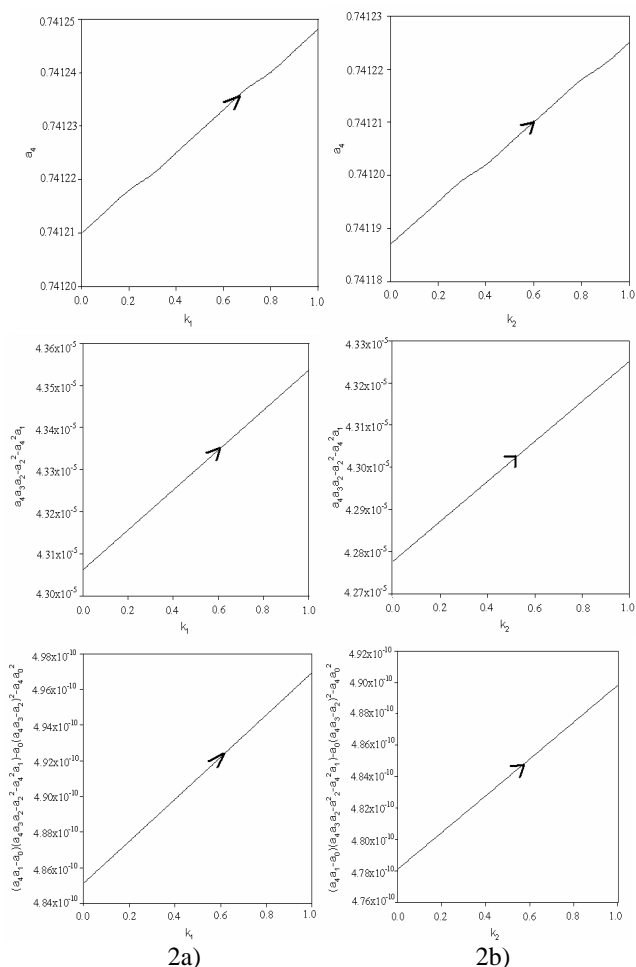 0.74125
0.74124
0.74123
0.74122
0.74121
0.74120
a₄
0.0 0.2 0.4 0.6 0.8 1.0
k₁
0.74123
0.74122
0.74121
0.74120
0.74119
0.74118
a₄
0.0 0.2 0.4 0.6 0.8 1.0
k₂
4.36x10⁻⁵
4.35x10⁻⁵
4.34x10⁻⁵
4.33x10⁻⁵
4.32x10⁻⁵
4.31x10⁻⁵
4.30x10⁻⁵
a₄a₃a₂-a₂²-a₄²a₁
0.0 0.2 0.4 0.6 0.8 1.0
k₁
4.33x10⁻⁵
4.32x10⁻⁵
4.31x10⁻⁵
4.30x10⁻⁵
4.29x10⁻⁵
4.28x10⁻⁵
4.27x10⁻⁵
a₄a₃a₂-a₂²-a₄²a₁
0.0 0.2 0.4 0.6 0.8 1.0
k₂
4.98x10⁻¹⁰
4.96x10⁻¹⁰
4.94x10⁻¹⁰
4.92x10⁻¹⁰
4.90x10⁻¹⁰
4.88x10⁻¹⁰
4.86x10⁻¹⁰
4.84x10⁻¹⁰
(a₄a₁-a₀)(a₄a₃a₂-a₂²-a₄²a₁)-a₀(a₄a₃-a₂)²-a₄a₀²
0.0 0.2 0.4 0.6 0.8 1.0
k₁
4.92x10⁻¹⁰
4.90x10⁻¹⁰
4.88x10⁻¹⁰
4.86x10⁻¹⁰
4.84x10⁻¹⁰
4.82x10⁻¹⁰
4.80x10⁻¹⁰
4.78x10⁻¹⁰
4.76x10⁻¹⁰
(a₄a₁-a₀)(a₄a₃a₂-a₂²-a₄²a₁)-a₀(a₄a₃-a₂)²-a₄a₀²
0.0 0.2 0.4 0.6 0.8 1.0
k₂
2a) 2b)